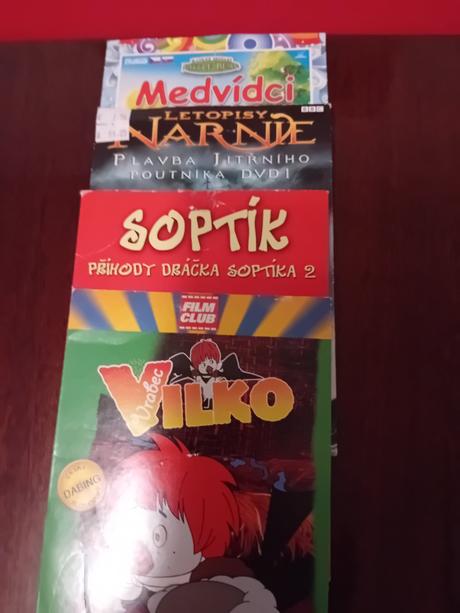 Medvídci
BBC
LETOPISY
NARNIE
PLAVBA JITŘNÍHO
POUTNÍKA DVD1
SOPTÍK
PŘÍHODY DRÁČKA SOPTÍKA 2
FILM
CLUB
Vrabec
VILKO
DABING